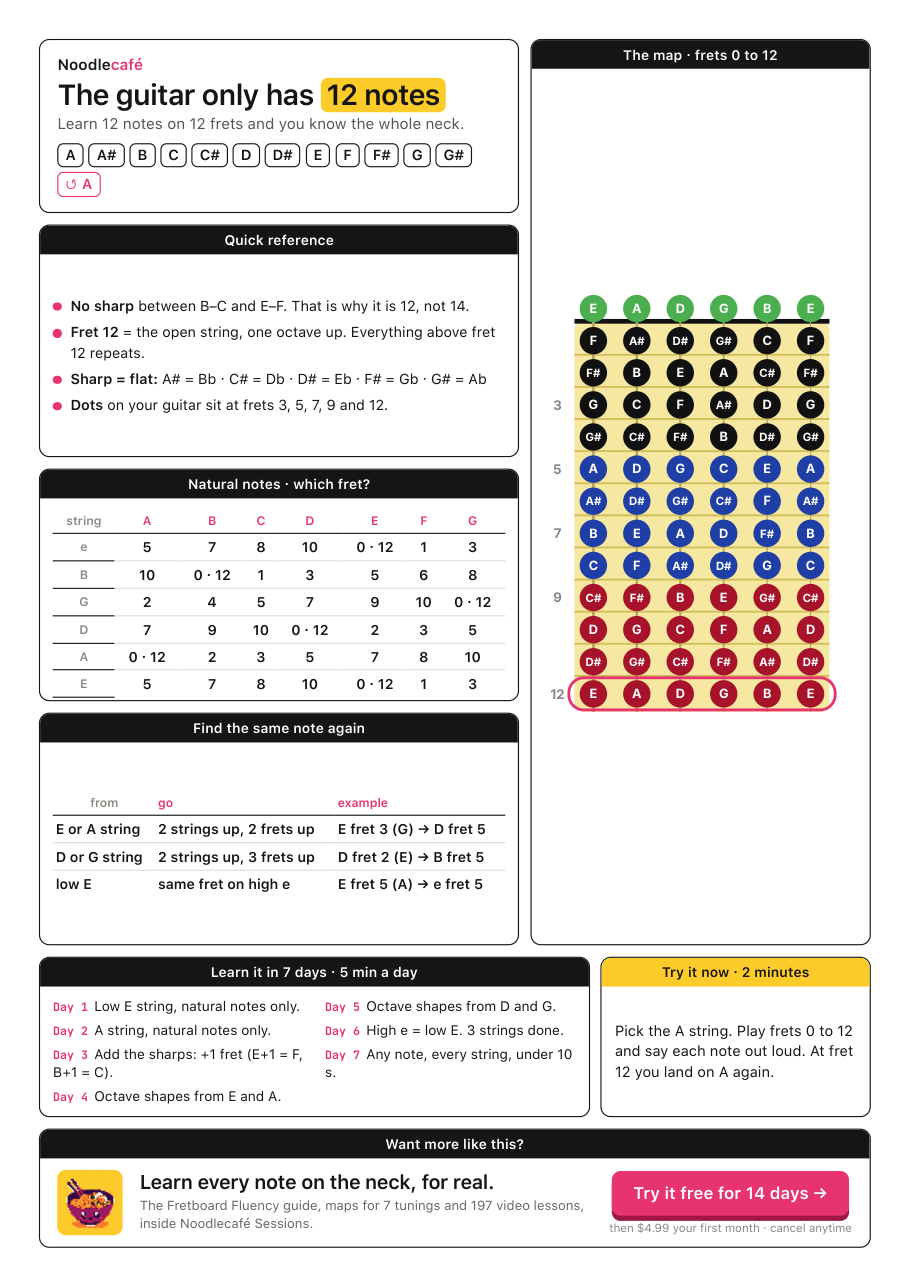 Noodlecafé
The guitar only has 12 notes
Learn 12 notes on 12 frets and you know the whole neck.
A A# B C C# D D# E F F# G G#
↺ A
Quick reference
No sharp between B–C and E–F. That is why it is 12, not 14.
Fret 12 = the open string, one octave up. Everything above fret
12 repeats.
Sharp = flat: A# = Bb · C# = Db · D# = Eb · F# = Gb · G# = Ab
Dots on your guitar sit at frets 3, 5, 7, 9 and 12.
Natural notes · which fret?
string A B C D E F G
e 5 7 8 10 0 · 12 1 3
B 10 0 · 12 1 3 5 6 8
G 2 4 5 7 9 10 0 · 12
D 7 9 10 0 · 12 2 3 5
A 0 · 12 2 3 5 7 8 10
E 5 7 8 10 0 · 12 1 3
Find the same note again
from go example
E or A string 2 strings up, 2 frets up E fret 3 (G) → D fret 5
D or G string 2 strings up, 3 frets up D fret 2 (E) → B fret 5
low E same fret on high e E fret 5 (A) → e fret 5
The map · frets 0 to 12
E A D G B E
F A# D# G# C F
F# B E A C# F#
3 G C F A# D G
G# C# F# B D# G#
5 A D G C E A
A# D# G# C# F A#
7 B E A D F# B
C F A# D# G C
9 C# F# B E G# C#
D G C F A D
D# G# C# F# A# D#
12 E A D G B E
Learn it in 7 days · 5 min a day
Day 1 Low E string, natural notes only.
Day 2 A string, natural notes only.
Day 3 Add the sharps: +1 fret (E+1 = F,
B+1 = C).
Day 4 Octave shapes from E and A.
Day 5 Octave shapes from D and G.
Day 6 High e = low E. 3 strings done.
Day 7 Any note, every string, under 10
s.
Try it now · 2 minutes
Pick the A string. Play frets 0 to 12
and say each note out loud. At fret
12 you land on A again.
Want more like this?
Learn every note on the neck, for real.
The Fretboard Fluency guide, maps for 7 tunings and 197 video lessons,
inside Noodlecafé Sessions.
Try it free for 14 days →
then $4.99 your first month · cancel anytime